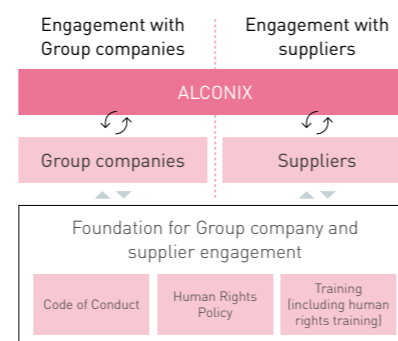 Engagement with
Group companies
Engagement with
suppliers
ALCONIX
Group companies
Suppliers
Foundation for Group company and
supplier engagement
Code of Conduct
Human Rights
Policy
Training
(including human
rights training)